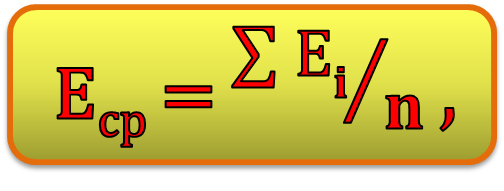 Eср = ∑ Ei/n ,